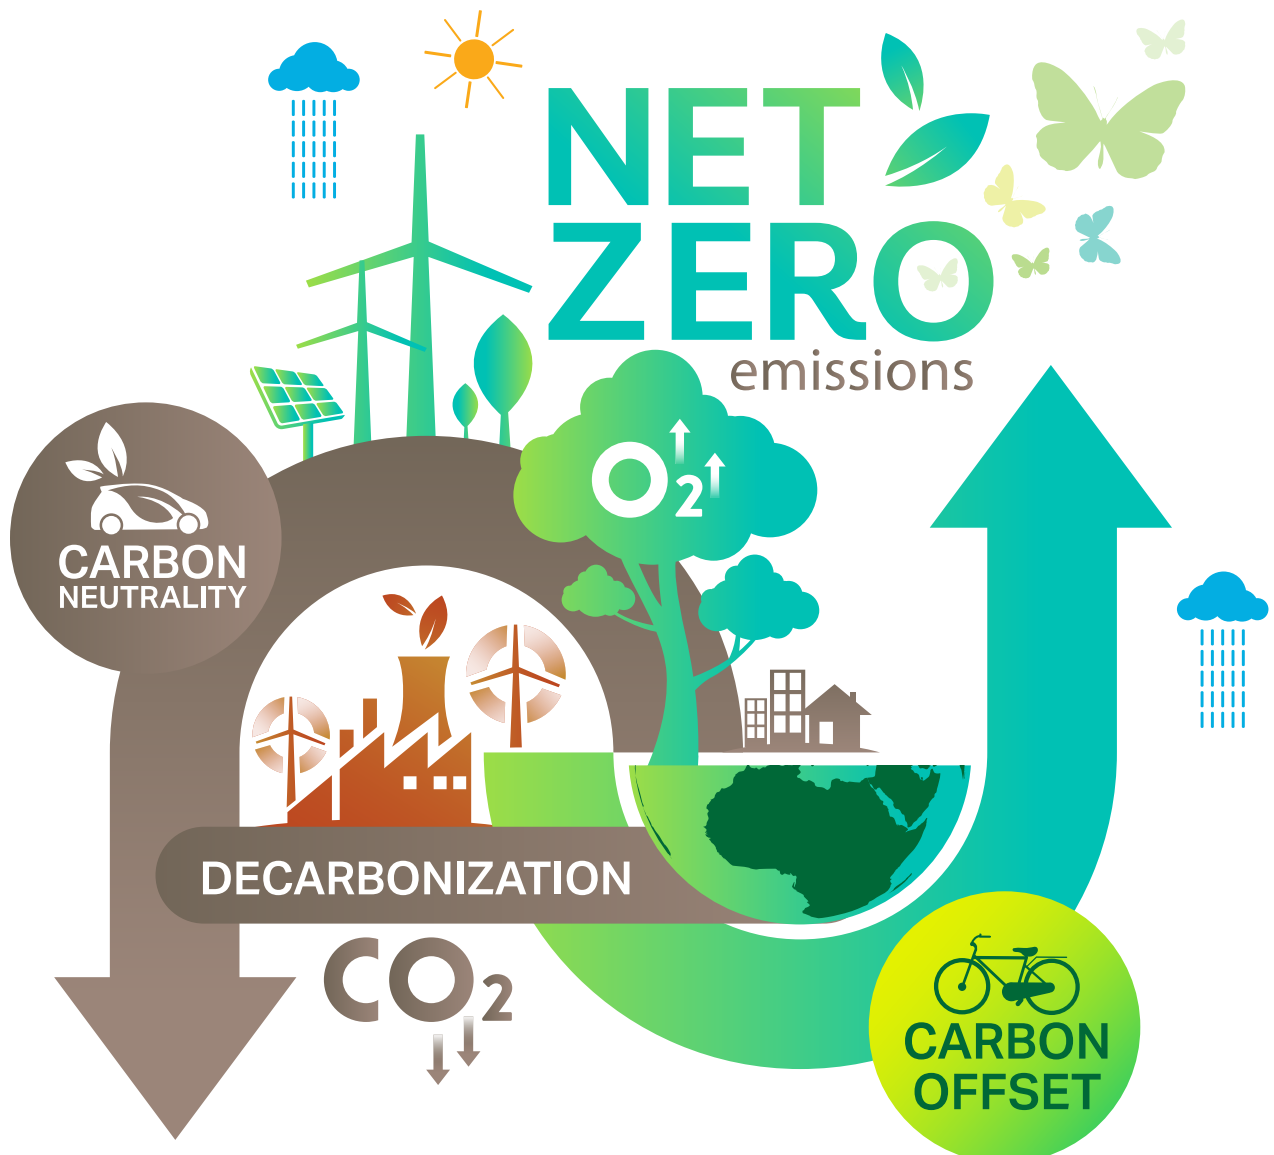 NET
ZERO
emissions
O2
CARBON
NEUTRALITY
DECARBONIZATION
CO2
CARBON
OFFSET